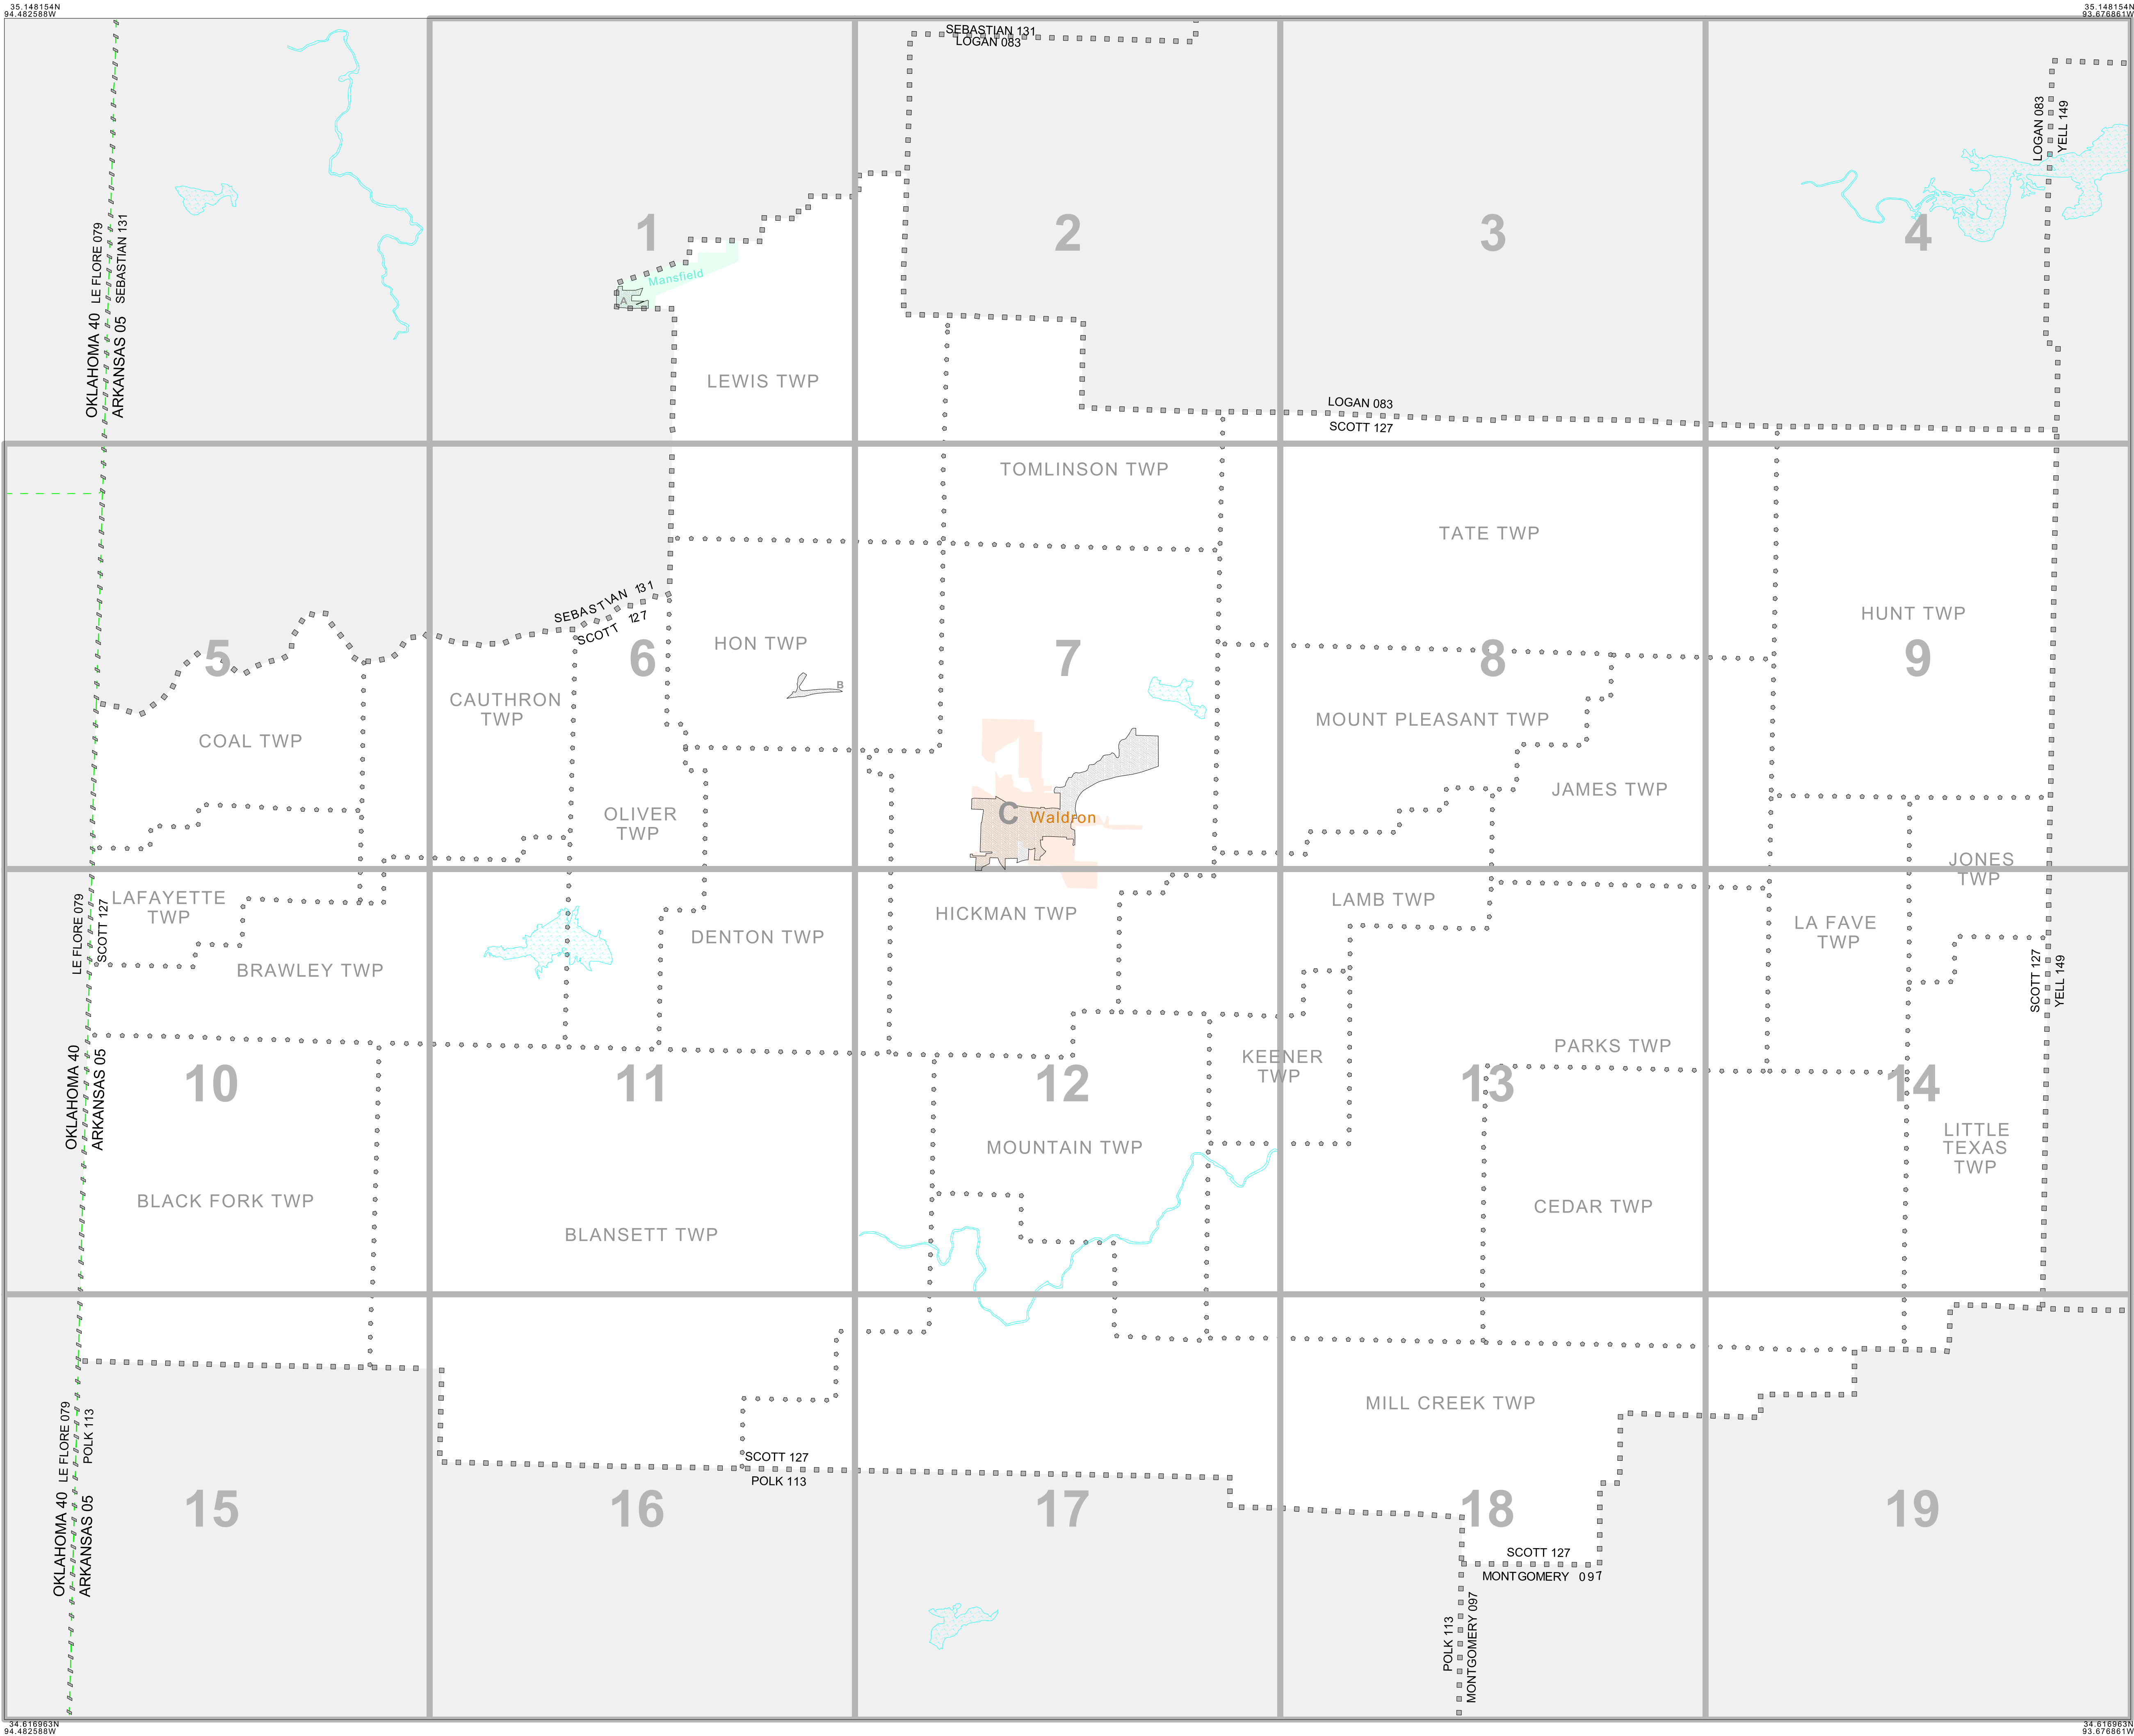 35.148154N
94.482588W
35.148154N
93.676861W
SEBASTIAN 131
LOGAN 083
LOGAN 083
YELL 149
OKLAHOMA 40 LE FLORE 079
ARKANSAS 05 SEBASTIAN 131
1
2
3
4
Mansfield
A
LEWIS TWP
LOGAN 083
SCOTT 127
TOMLINSON TWP
TATE TWP
SEBASTIAN 131
SCOTT 127
HUNT TWP
HON TWP
5
6
7
8
9
B
CAUTHRON
TWP
MOUNT PLEASANT TWP
COAL TWP
JAMES TWP
OLIVER
TWP
C
Waldron
JONES
TWP
LE FLORE 079
SCOTT 127
LAFAYETTE
TWP
LAMB TWP
HICKMAN TWP
LA FAVE
TWP
DENTON TWP
BRAWLEY TWP
SCOTT 127
YELL 149
OKLAHOMA 40
ARKANSAS 05
KEENER
TWP
PARKS TWP
10
11
12
13
14
MOUNTAIN TWP
LITTLE
TEXAS
TWP
BLACK FORK TWP
CEDAR TWP
BLANSETT TWP
MILL CREEK TWP
OKLAHOMA 40 LE FLORE 079
ARKANSAS 05 POLK 113
SCOTT 127
POLK 113
15
16
17
18
19
SCOTT 127
MONTGOMERY 097
POLK 113
MONTGOMERY 097
34.616963N
94.482588W
34.616963N
93.676861W